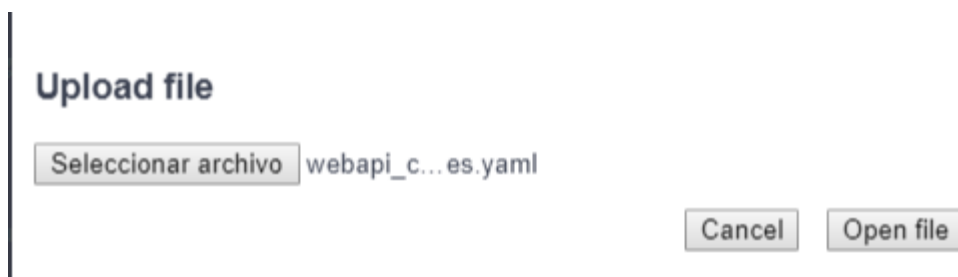 Upload file
Seleccionar archivo webapi_c...es.yaml
Cancel Open file